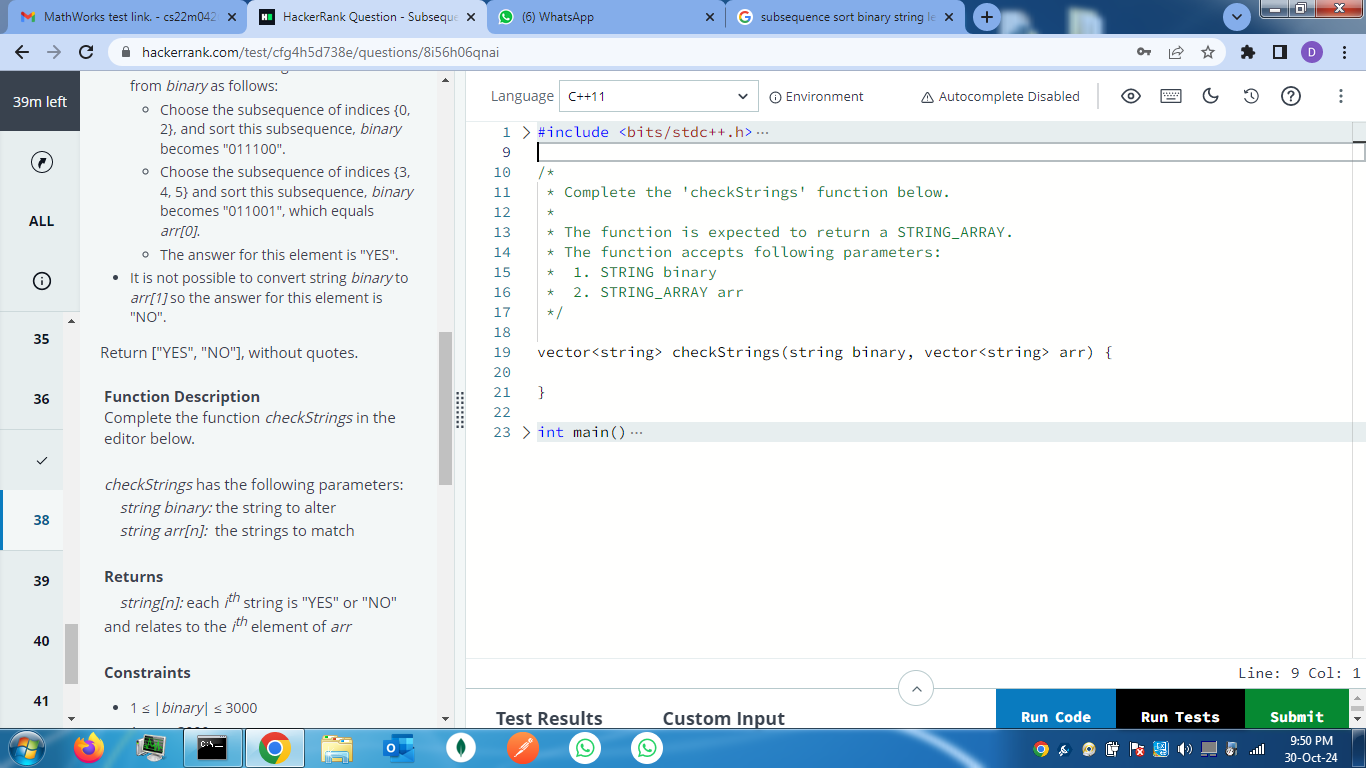 MathWorks test link. - cs22m042
HackerRank Question - Subseque
(6) WhatsApp
subsequence sort binary string le
hackerrank.com/test/cfg4h5d738e/questions/8i56h06qnai
D
39m left
ALL
35
36
38
39
40
41
from binary as follows:
Choose the subsequence of indices {0,
2}, and sort this subsequence, binary
becomes "011100".
Choose the subsequence of indices {3,
4, 5} and sort this subsequence, binary
becomes "011001", which equals
arr[0].
The answer for this element is "YES".
It is not possible to convert string binary to
arr[1] so the answer for this element is
"NO".
Return ["YES", "NO"], without quotes.
Function Description
Complete the function checkStrings in the
editor below.
checkStrings has the following parameters:
string binary: the string to alter
string arr[n]: the strings to match
Returns
string[n]: each ith string is "YES" or "NO"
and relates to the ith element of arr
Constraints
1 ≤ |binary| ≤ 3000
Language C++11
Environment
Autocomplete Disabled
1 #include <bits/stdc++.h> ···
9
10 /*
11 * Complete the 'checkStrings' function below.
12 *
13 * The function is expected to return a STRING_ARRAY.
14 * The function accepts following parameters:
15 * 1. STRING binary
16 * 2. STRING_ARRAY arr
17 */
18
19 vector<string> checkStrings(string binary, vector<string> arr) {
20
21 }
22
23 int main() ···
Line: 9 Col: 1
Test Results
Custom Input
Run Code
Run Tests
Submit
9:50 PM
30-Oct-24